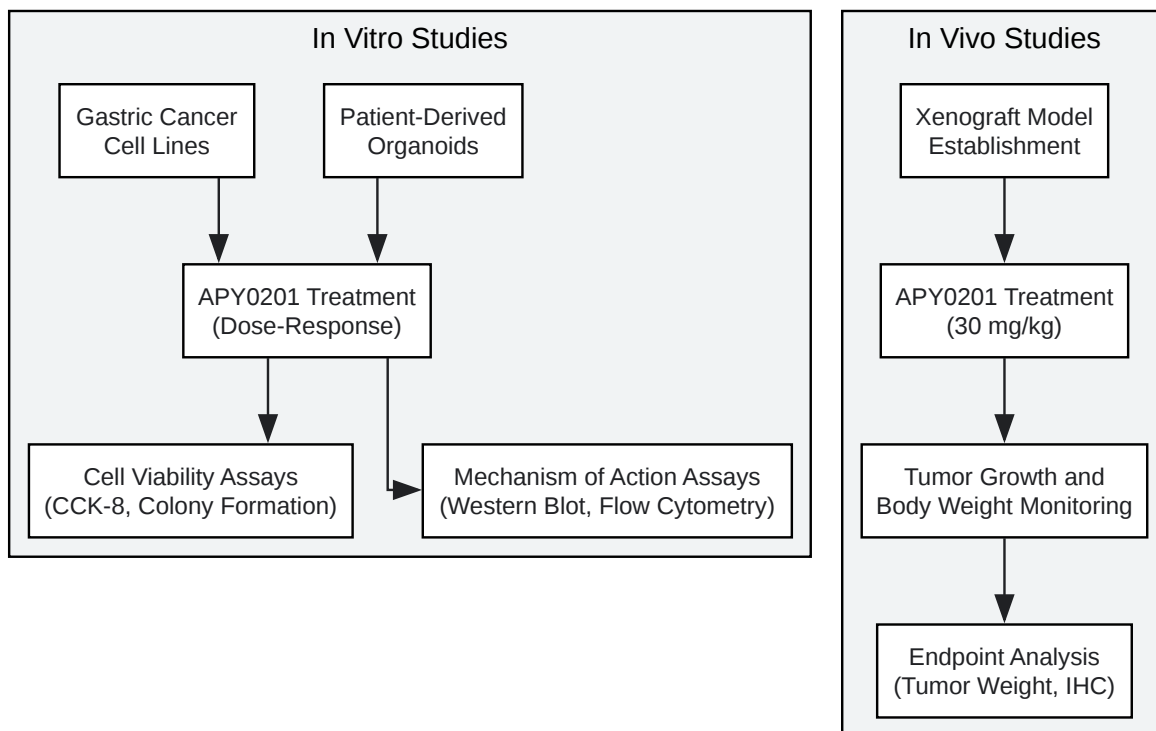 In Vitro Studies
Gastric Cancer
Cell Lines
Patient-Derived
Organoids
APY0201 Treatment
(Dose-Response)
Cell Viability Assays
(CCK-8, Colony Formation)
Mechanism of Action Assays
(Western Blot, Flow Cytometry)
In Vivo Studies
Xenograft Model
Establishment
APY0201 Treatment
(30 mg/kg)
Tumor Growth and
Body Weight Monitoring
Endpoint Analysis
(Tumor Weight, IHC)